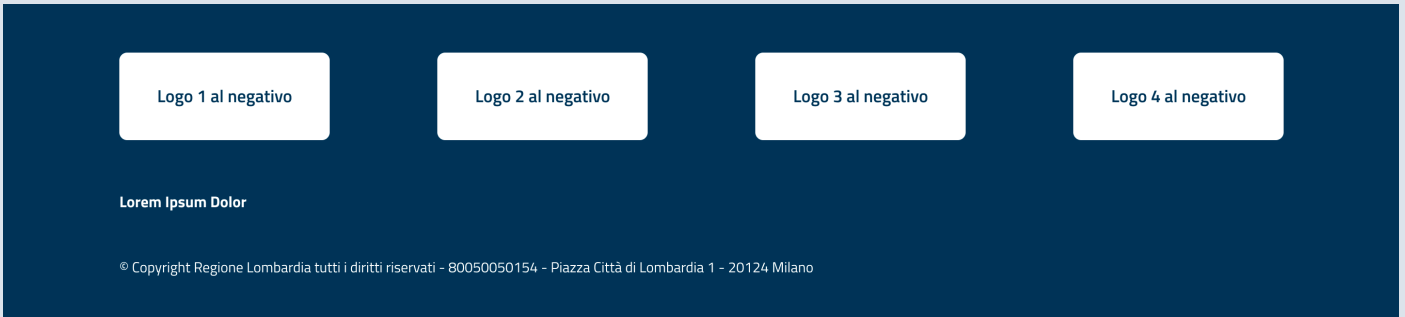 Logo 1 al negativo
Logo 2 al negativo
Logo 3 al negativo
Logo 4 al negativo
Lorem Ipsum Dolor
© Copyright Regione Lombardia tutti i diritti riservati - 80050050154 - Piazza Città di Lombardia 1 - 20124 Milano